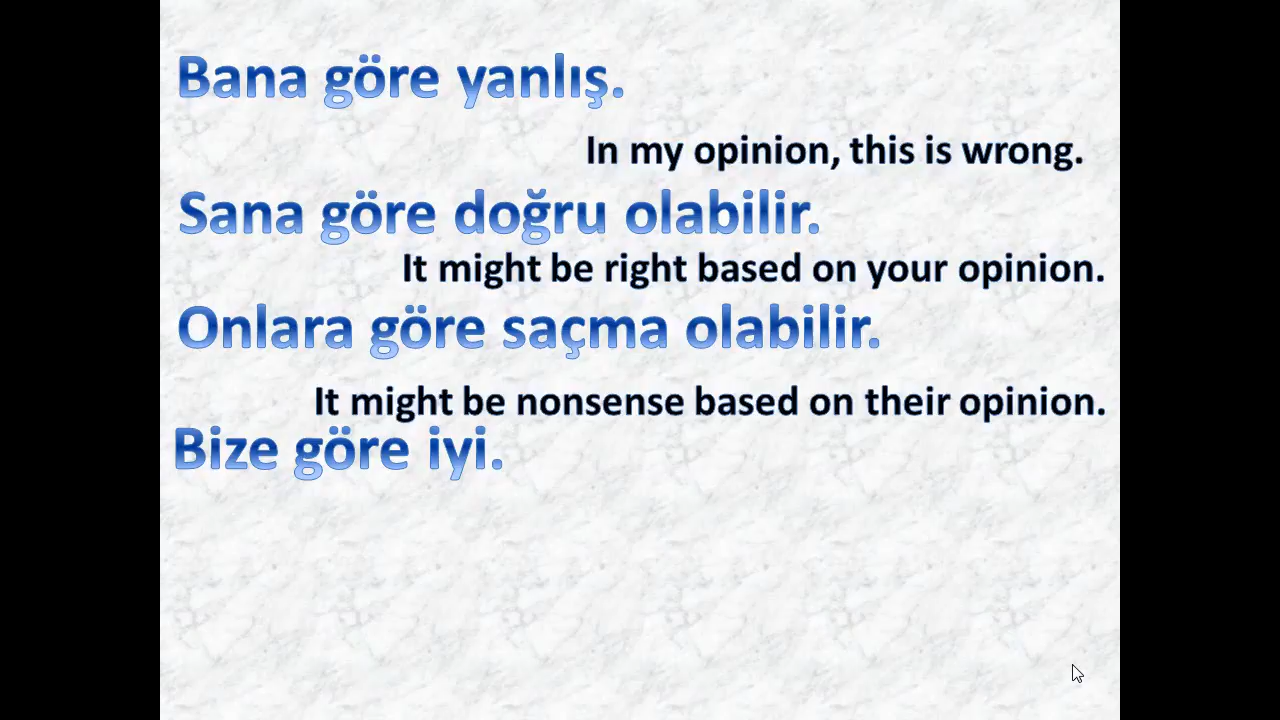 Bana göre yanlış.
In my opinion, this is wrong.
Sana göre doğru olabilir.
It might be right based on your opinion.
Onlara göre saçma olabilir.
It might be nonsense based on their opinion.
Bize göre iyi.